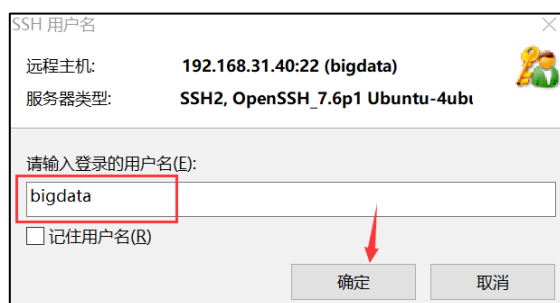 SSH 用户名
远程主机: 192.168.31.40:22 (bigdata)
服务器类型: SSH2, OpenSSH_7.6p1 Ubuntu-4ubu
请输入登录的用户名(E):
bigdata
记住用户名(R)
确定 取消